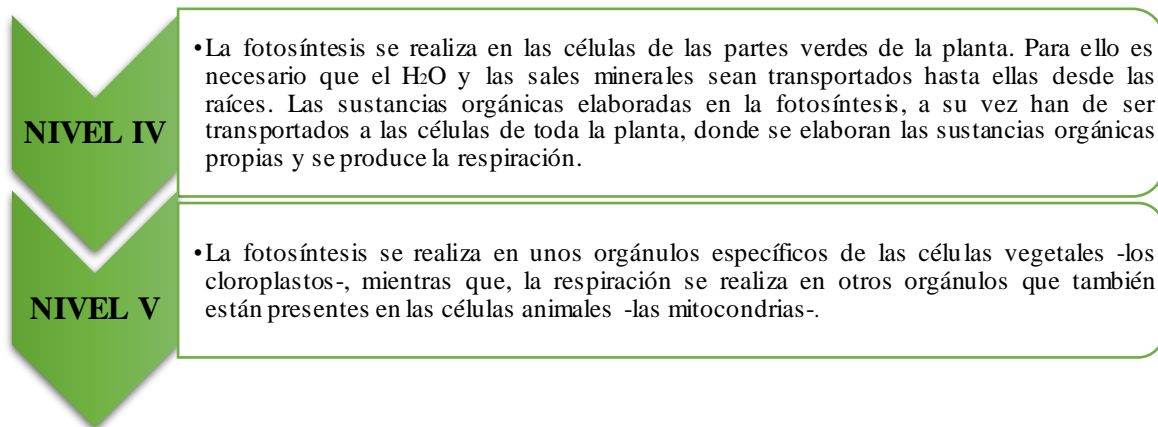 NIVEL IV
•La fotosíntesis se realiza en las células de las partes verdes de la planta. Para ello es
necesario que el H₂O y las sales minerales sean transportados hasta ellas desde las
raíces. Las sustancias orgánicas elaboradas en la fotosíntesis, a su vez han de ser
transportados a las células de toda la planta, donde se elaboran las sustancias orgánicas
propias y se produce la respiración.
NIVEL V
•La fotosíntesis se realiza en unos orgánulos específicos de las células vegetales -los
cloroplastos-, mientras que, la respiración se realiza en otros orgánulos que también
están presentes en las células animales -las mitocondrias-.